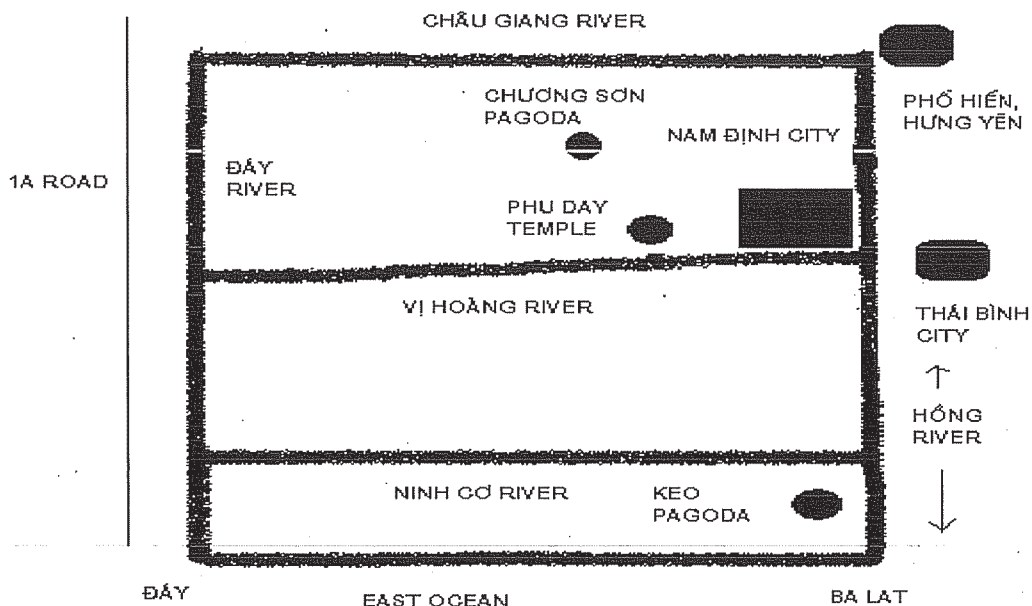 CHÂU GIANG RIVER
CHƯƠNG SƠN
PAGODA
NAM ĐỊNH CITY
PHỐ HIẾN,
HƯNG YÊN
1A ROAD
ĐÁY
RIVER
PHU DAY
TEMPLE
VỊ HOÀNG RIVER
THÁI BÌNH
CITY
HỒNG
RIVER
NINH CƠ RIVER
KEO
PAGODA
ĐÁY
EAST OCEAN
BA LAT